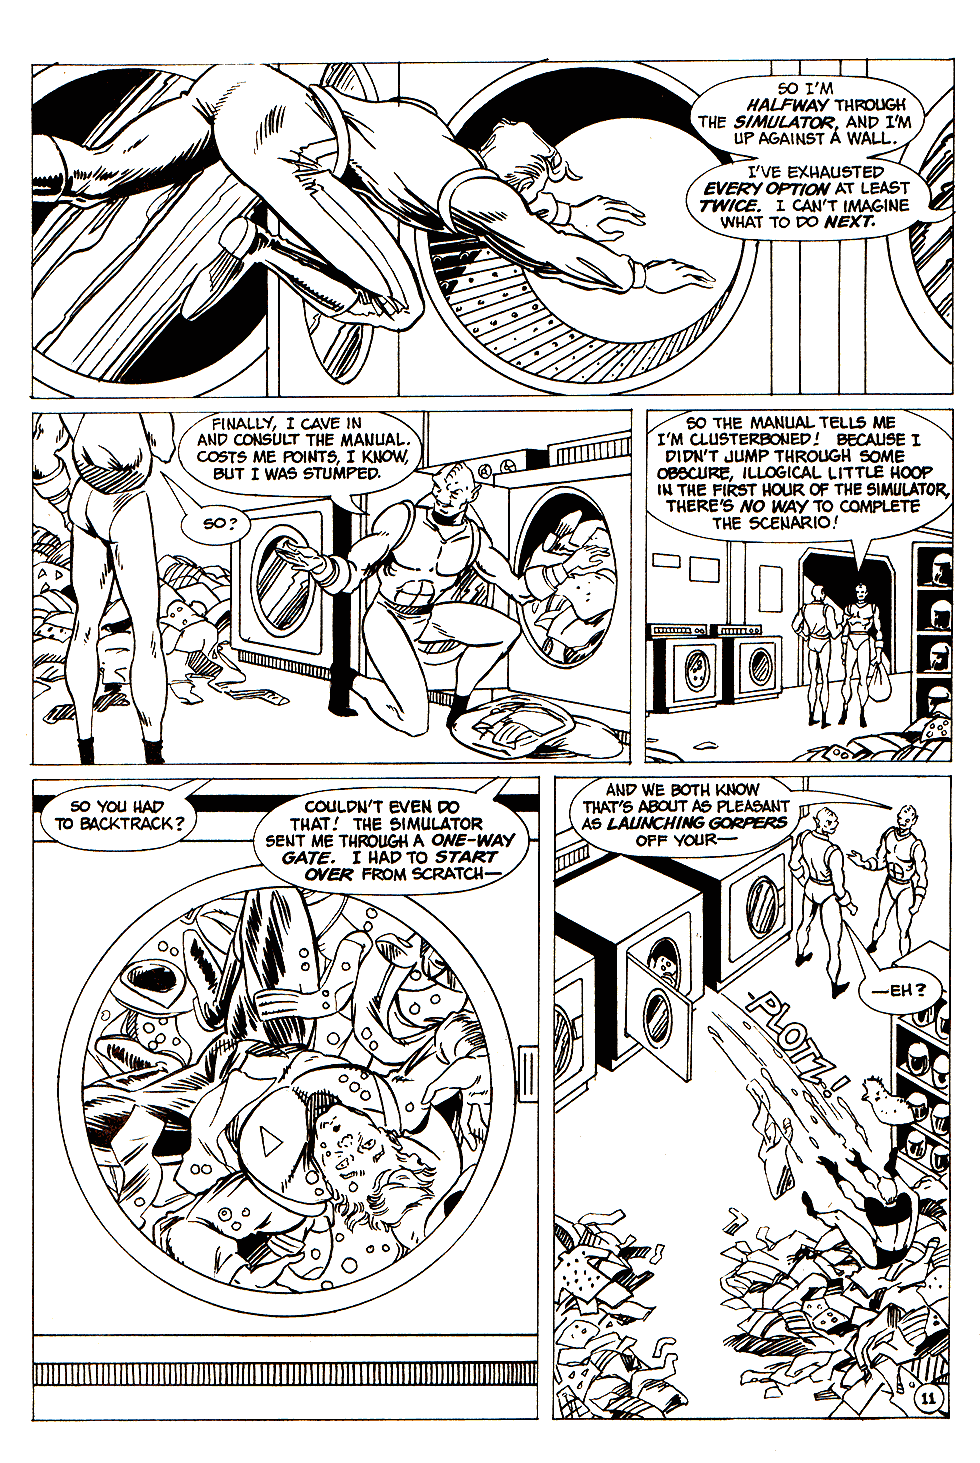 SO I'M
HALFWAY THROUGH
THE SIMULATOR, AND I'M
UP AGAINST A WALL.
I'VE EXHAUSTED
EVERY OPTION AT LEAST
TWICE. I CAN'T IMAGINE
WHAT TO DO NEXT.
FINALLY, I CAVE IN
AND CONSULT THE MANUAL.
COSTS ME POINTS, I KNOW,
BUT I WAS STUMPED.
SO?
SO THE MANUAL TELLS ME
I'M CLUSTERBONED! BECAUSE I
DIDN'T JUMP THROUGH SOME
OBSCURE, ILLOGICAL LITTLE HOOP
IN THE FIRST HOUR OF THE SIMULATOR,
THERE'S NO WAY TO COMPLETE
THE SCENARIO!
SO YOU HAD
TO BACKTRACK?
COULDN'T EVEN DO
THAT! THE SIMULATOR
SENT ME THROUGH A ONE-WAY
GATE. I HAD TO START
OVER FROM SCRATCH—
AND WE BOTH KNOW
THAT'S ABOUT AS PLEASANT
AS LAUNCHING GORPERS
OFF YOUR—
—EH?
PLOTZ!
11